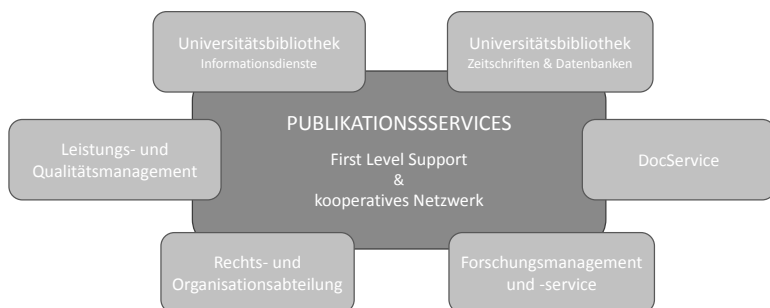 Universitätsbibliothek
Informationsdienste
Universitätsbibliothek
Zeitschriften & Datenbanken
PUBLIKATIONSSSERVICES
First Level Support
&
kooperatives Netzwerk
Leistungs- und
Qualitätsmanagement
DocService
Rechts- und
Organisationsabteilung
Forschungsmanagement
und -service